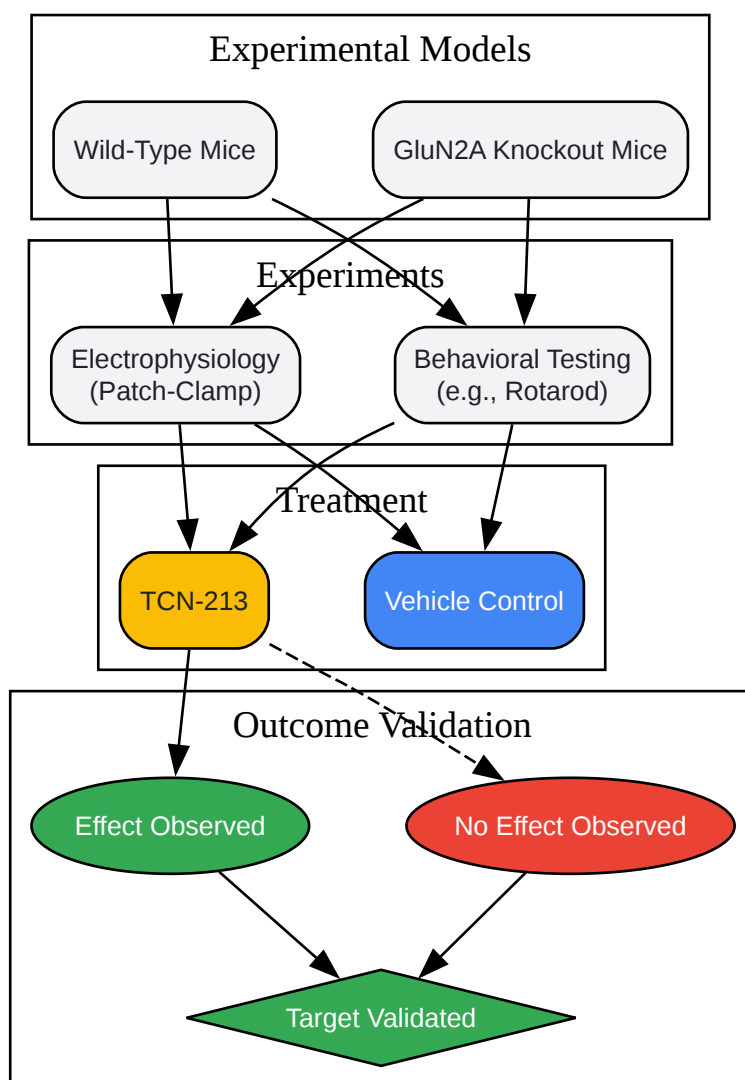 Experimental Models
Wild-Type Mice
GluN2A Knockout Mice
Experiments
Electrophysiology
(Patch-Clamp)
Behavioral Testing
(e.g., Rotarod)
Treatment
TCN-213
Vehicle Control
Outcome Validation
Effect Observed
No Effect Observed
Target Validated